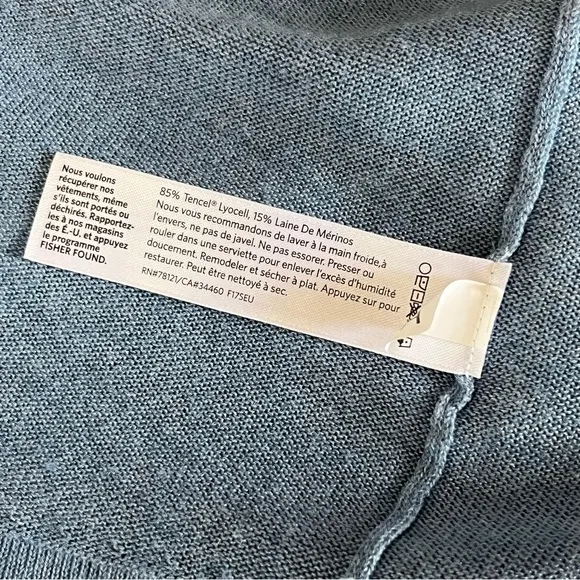 Nous voulons
récupérer nos
vêtements, même
s'ils sont portés ou
déchirés. Rapportez-
les à nos magasins
des É.-U. et appuyez
le programme
FISHER FOUND.
85% Tencel® Lyocell, 15% Laine De Mérinos
Nous vous recommandons de laver à la main froide,à
l'envers, ne pas de javel. Ne pas essorer. Presser ou
rouler dans une serviette pour enlever l'excès d'humidité
doucement. Remodeler et sécher à plat. Appuyez sur pour
restaurer. Peut être nettoyé à sec.
RN#78121/CA#34460 F17SEU